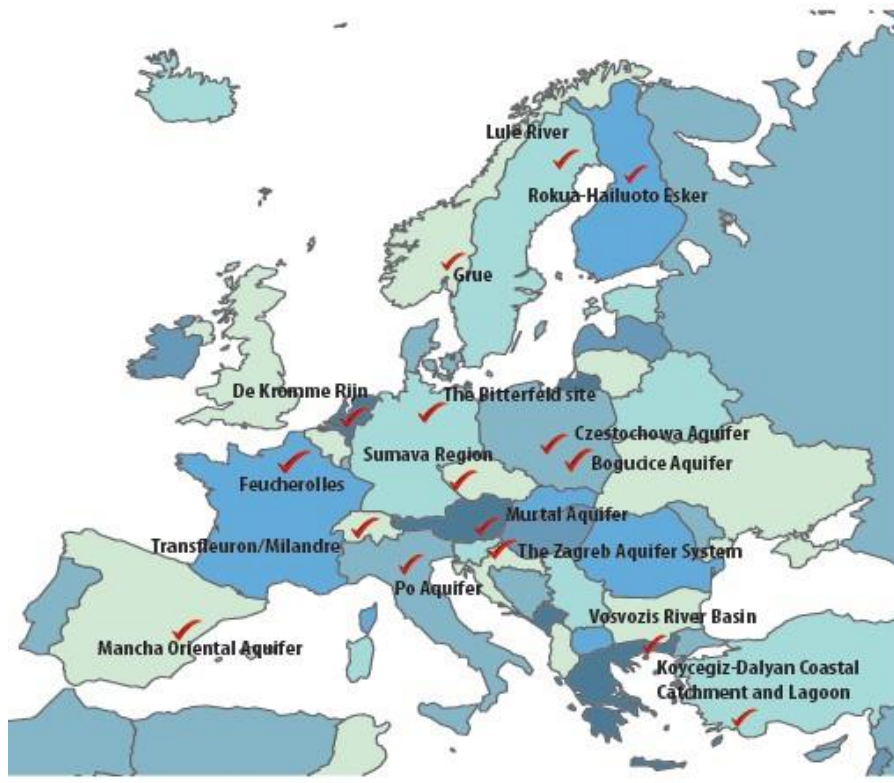 Lule River
Rokua-Hailuoto Esker
Grue
De Kromme Rijn
The Bitterfeld site
Czestochowa Aquifer
Sumava Region
Bogucice Aquifer
Feucherolles
Murtal Aquifer
Transfleuron/Milandre
The Zagreb Aquifer System
Po Aquifer
Vosvozis River Basin
Mancha Oriental Aquifer
Koycegiz-Dalyan Coastal
Catchment and Lagoon